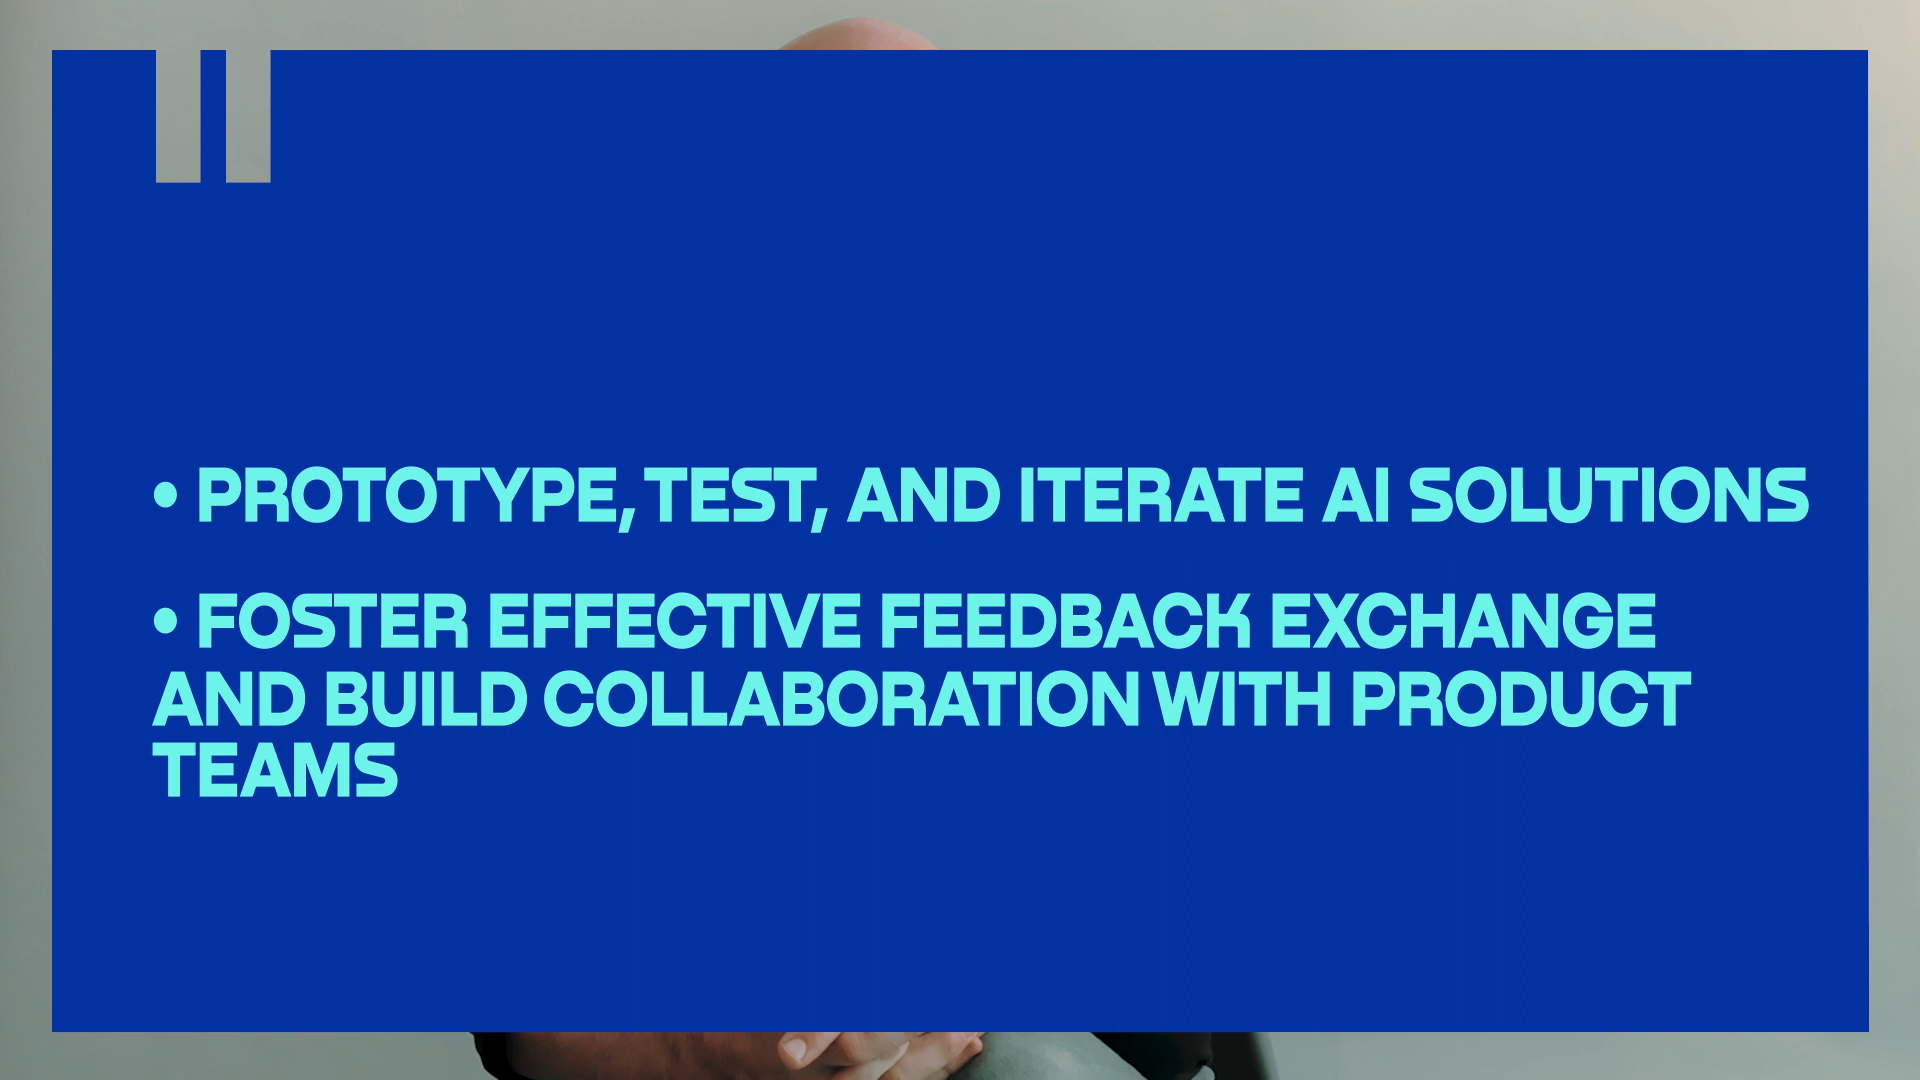 • PROTOTYPE, TEST, AND ITERATE AI SOLUTIONS
• FOSTER EFFECTIVE FEEDBACK EXCHANGE
AND BUILD COLLABORATION WITH PRODUCT
TEAMS